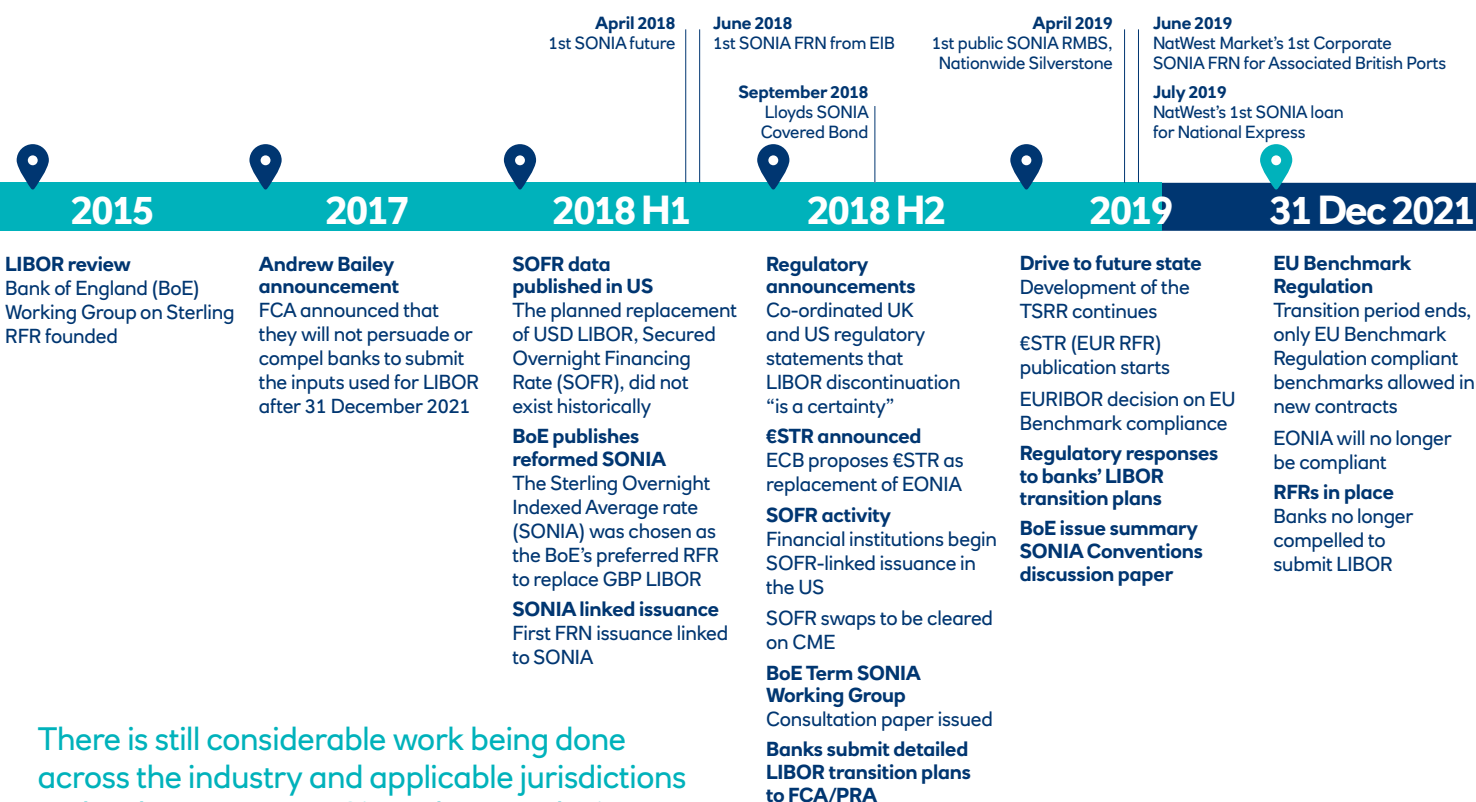 April 2018
1st SONIA future
June 2018
1st SONIA FRN from EIB
September 2018
Lloyds SONIA
Covered Bond
April 2019
1st public SONIA RMBS,
Nationwide Silverstone
June 2019
NatWest Market's 1st Corporate
SONIA FRN for Associated British Ports
July 2019
NatWest's 1st SONIA loan
for National Express
2015
2017
2018 H1
2018 H2
2019
31 Dec 2021
LIBOR review
Bank of England (BoE)
Working Group on Sterling
RFR founded
Andrew Bailey
announcement
FCA announced that
they will not persuade or
compel banks to submit
the inputs used for LIBOR
after 31 December 2021
SOFR data
published in US
The planned replacement
of USD LIBOR, Secured
Overnight Financing
Rate (SOFR), did not
exist historically
BoE publishes
reformed SONIA
The Sterling Overnight
Indexed Average rate
(SONIA) was chosen as
the BoE's preferred RFR
to replace GBP LIBOR
SONIA linked issuance
First FRN issuance linked
to SONIA
Regulatory
announcements
Co-ordinated UK
and US regulatory
statements that
LIBOR discontinuation
"is a certainty"
€STR announced
ECB proposes €STR as
replacement of EONIA
SOFR activity
Financial institutions begin
SOFR-linked issuance in
the US
SOFR swaps to be cleared
on CME
BoE Term SONIA
Working Group
Consultation paper issued
Banks submit detailed
LIBOR transition plans
to FCA/PRA
Drive to future state
Development of the
TSRR continues
€STR (EUR RFR)
publication starts
EURIBOR decision on EU
Benchmark compliance
Regulatory responses
to banks' LIBOR
transition plans
BoE issue summary
SONIA Conventions
discussion paper
EU Benchmark
Regulation
Transition period ends,
only EU Benchmark
Regulation compliant
benchmarks allowed in
new contracts
EONIA will no longer
be compliant
RFRs in place
Banks no longer
compelled to
submit LIBOR
There is still considerable work being done
across the industry and applicable jurisdictions